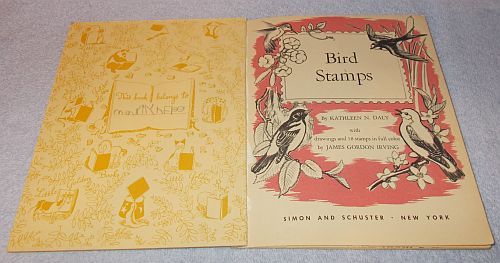 This book belongs to
Bird
Stamps
By KATHLEEN N. DALY
with
drawings and 36 stamps in full color
by JAMES GORDON IRVING
SIMON AND SCHUSTER · NEW YORK